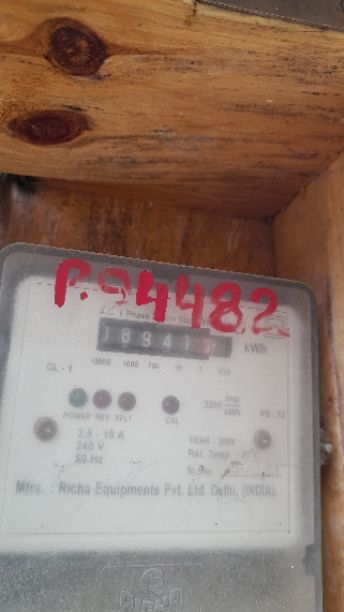 P.94482
A.C. 1 Phase
kWh
CL - 1
10000 1000 100 10 1 1/10
POWER REV. EFLT
CAL
3200 Imp/kWh
RS : 12
2.5 - 10 A
240 V.
50 Hz
YEAR : 2009
Ref. Temp : 27°C
Mfrs. : Richa Equipments Pvt. Ltd. Delhi, (INDIA)